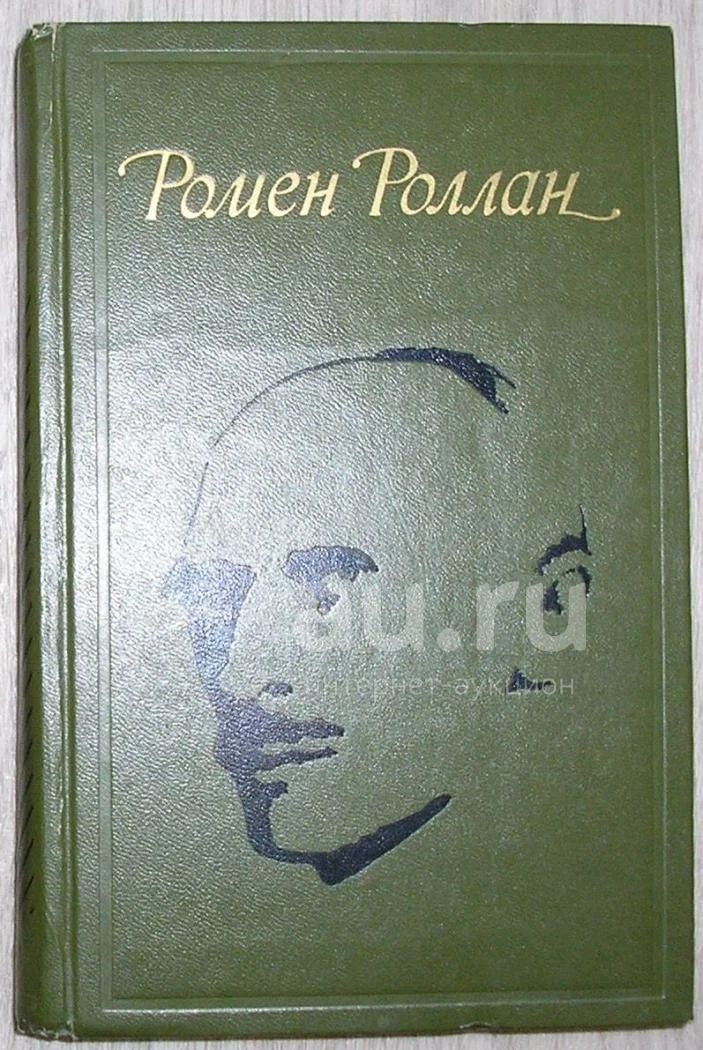 Ромен Роллан
au.ru
интернет-аукцион